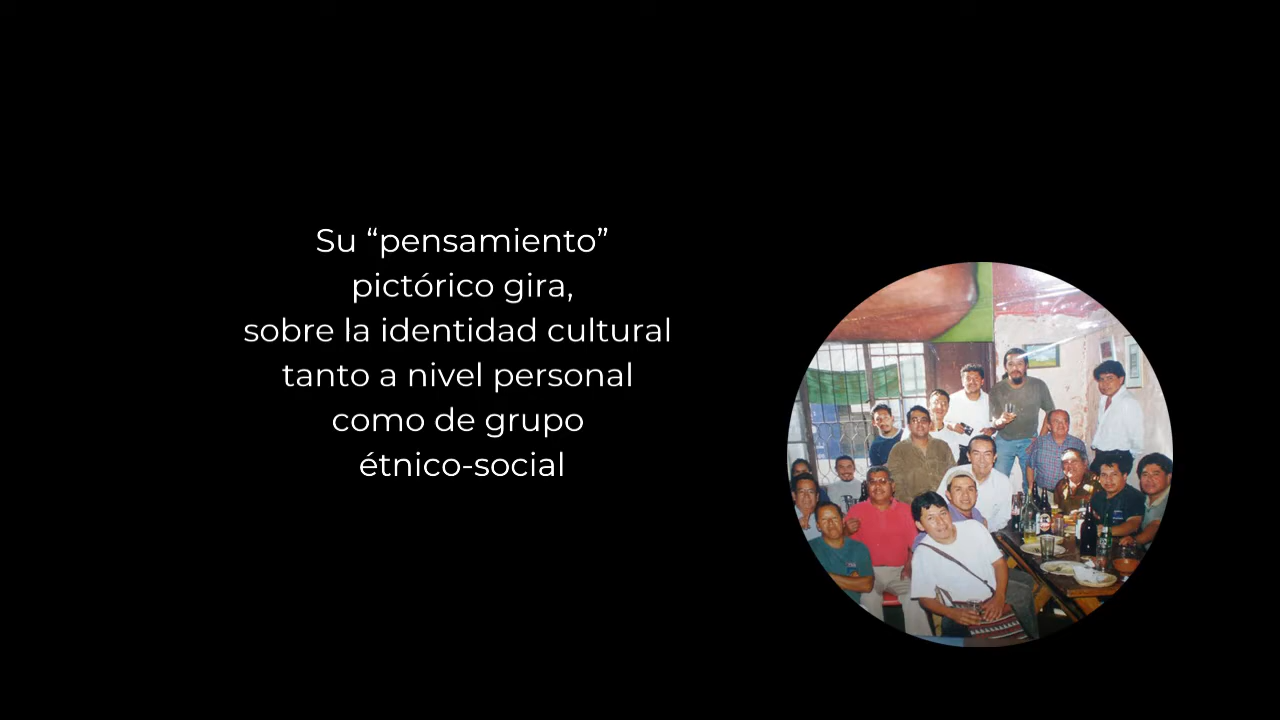 Su “pensamiento”
pictórico gira,
sobre la identidad cultural
tanto a nivel personal
como de grupo
étnico-social